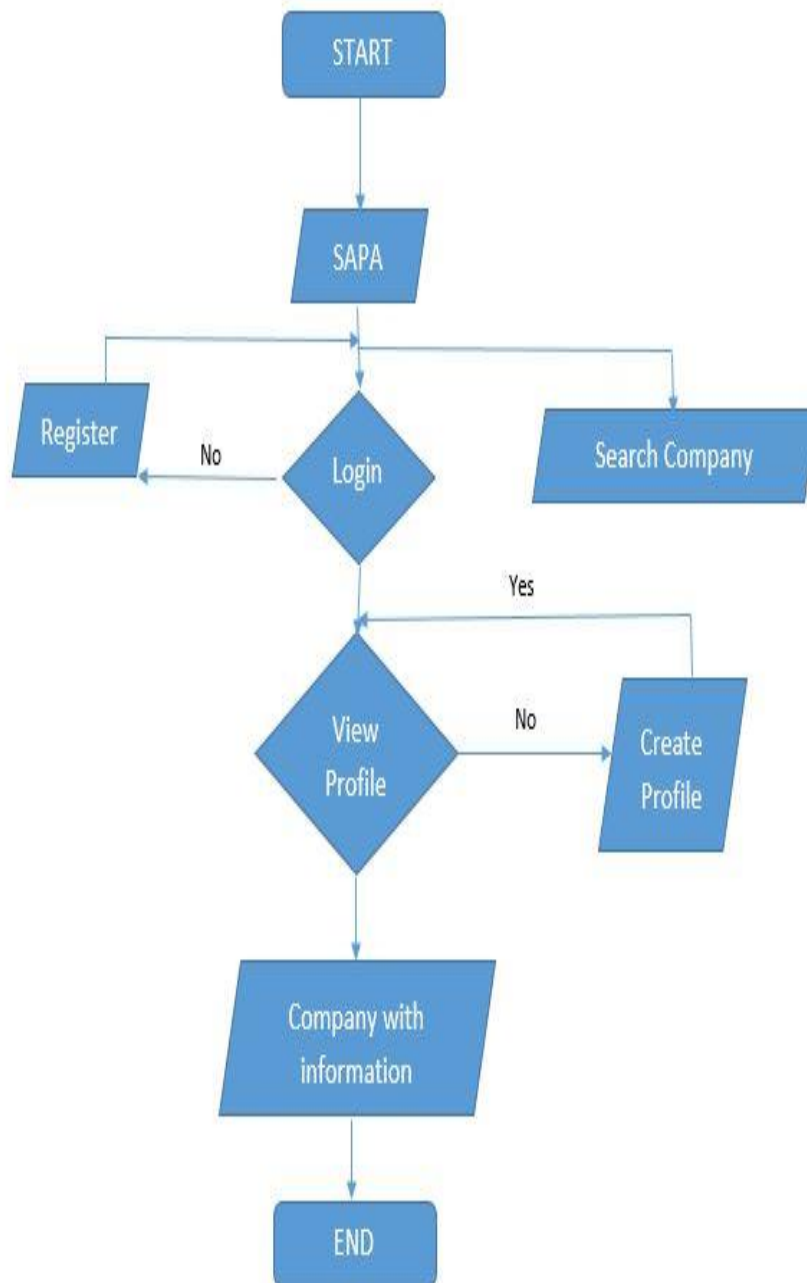 START
SAPA
Register
No
Login
Search Company
Yes
View
Profile
No
Create
Profile
Company with
information
END